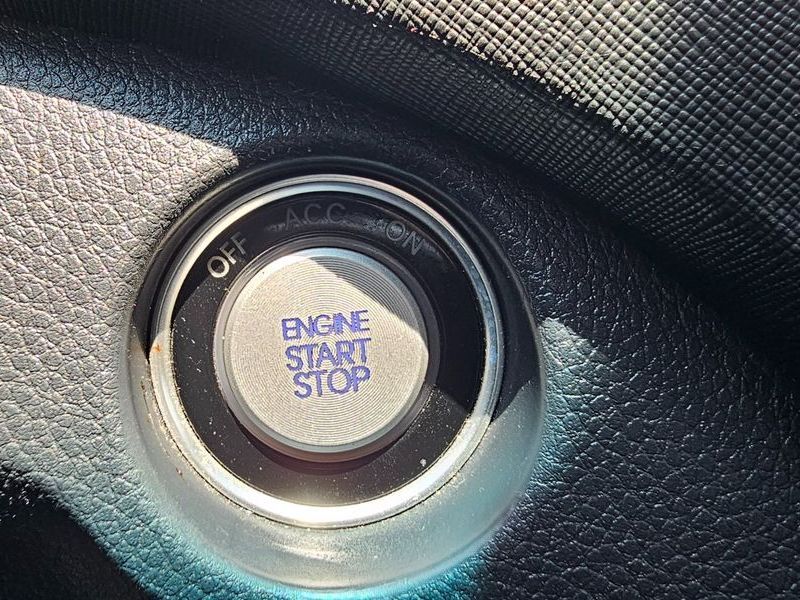 OFF ACC ON
ENGINE
START
STOP